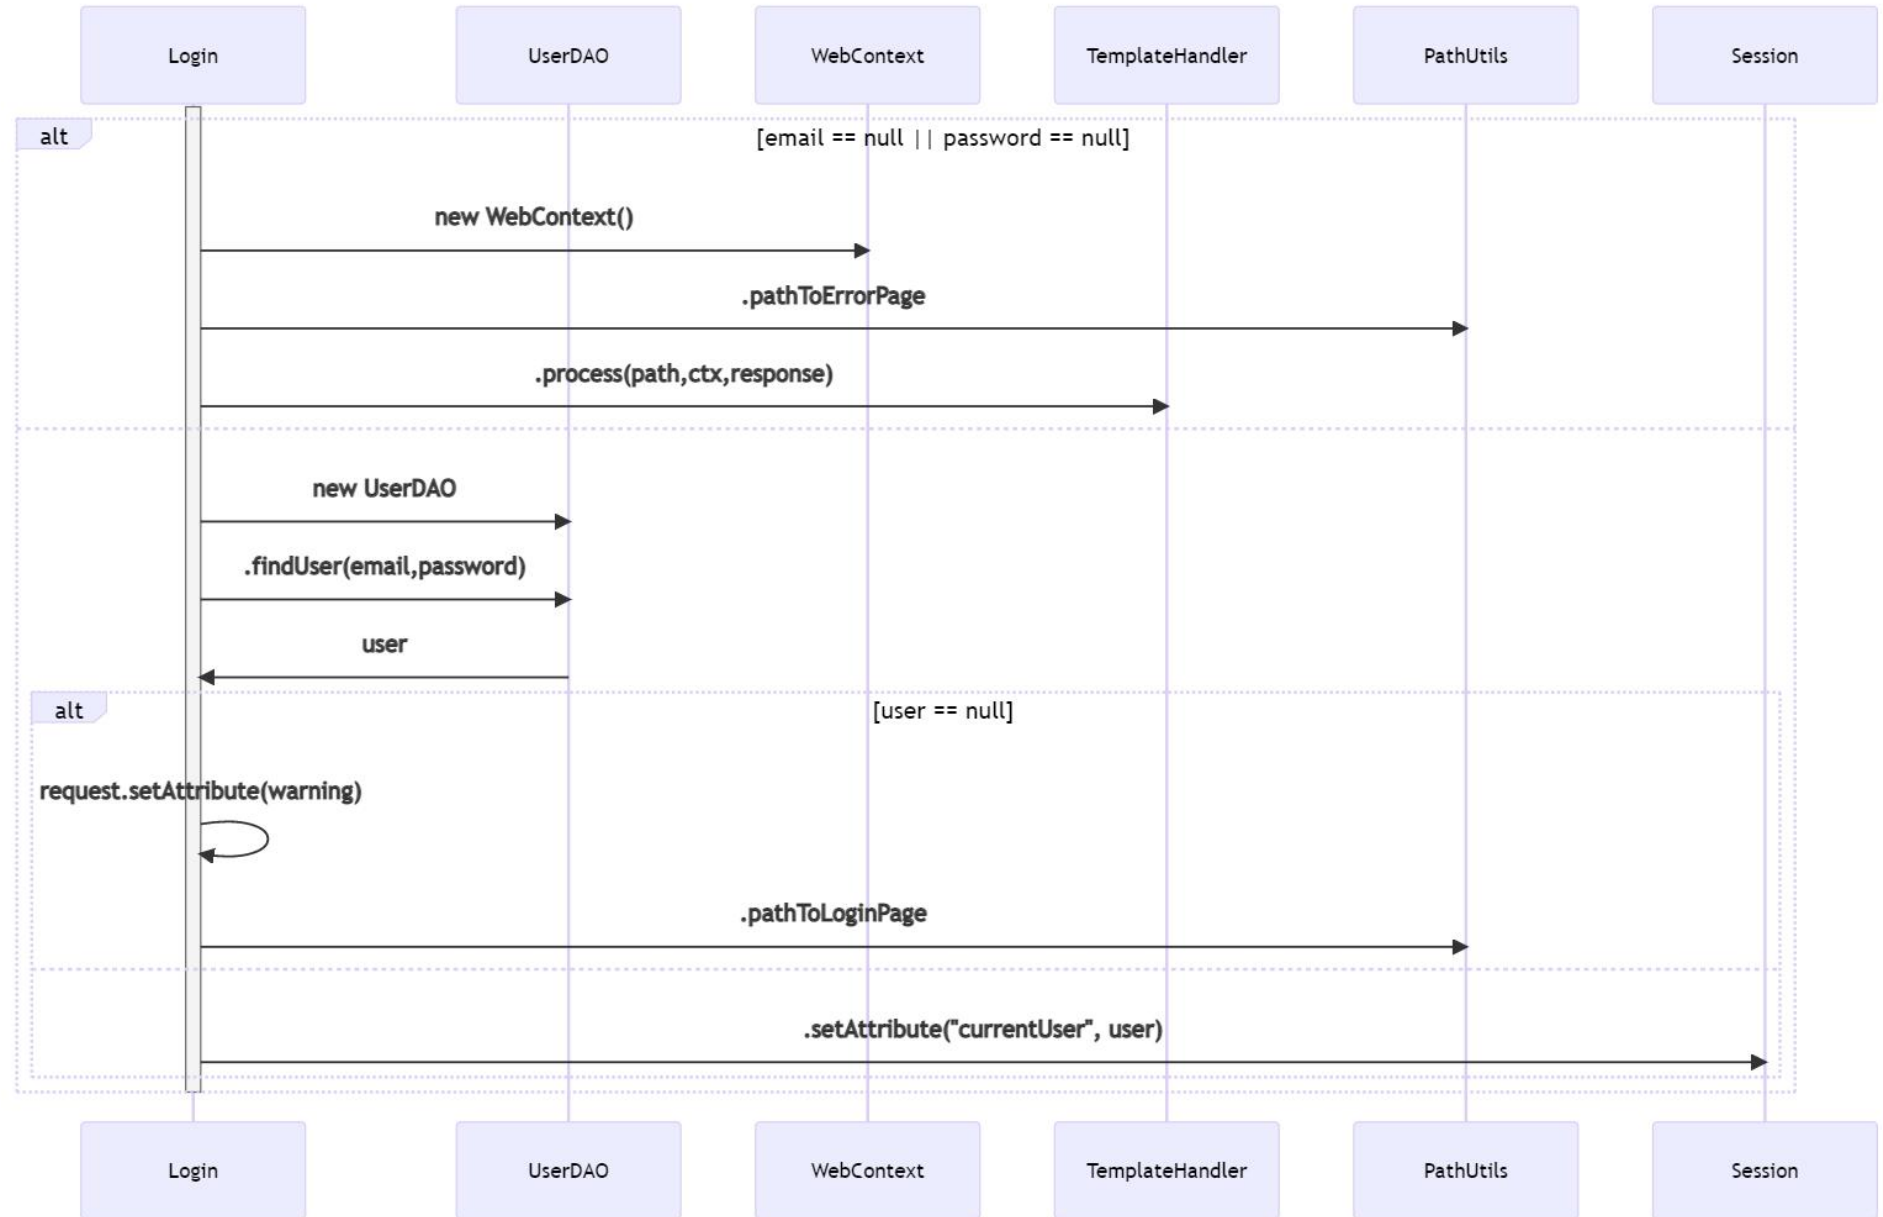 Login
UserDAO
WebContext
TemplateHandler
PathUtils
Session
alt
[email == null || password == null]
new WebContext()
.pathToErrorPage
.process(path,ctx,response)
new UserDAO
.findUser(email,password)
user
alt
[user == null]
request.setAttribute(warning)
.pathToLoginPage
.setAttribute("currentUser", user)
Login
UserDAO
WebContext
TemplateHandler
PathUtils
Session